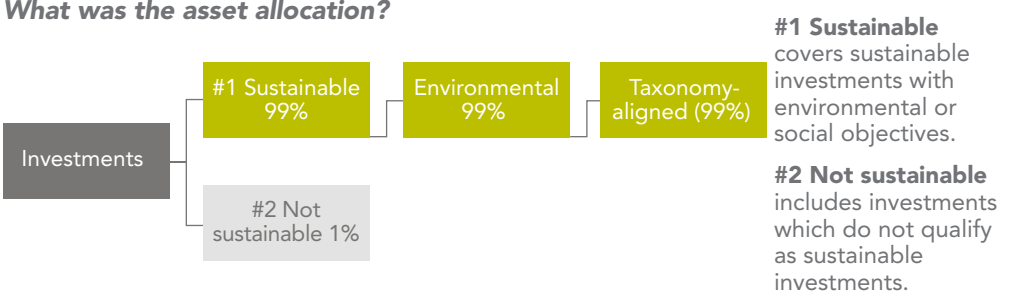 What was the asset allocation?
Investments
#1 Sustainable
99%
Environmental
99%
Taxonomy-
aligned (99%)
#2 Not
sustainable 1%
#1 Sustainable
covers sustainable
investments with
environmental or
social objectives.
#2 Not sustainable
includes investments
which do not qualify
as sustainable
investments.